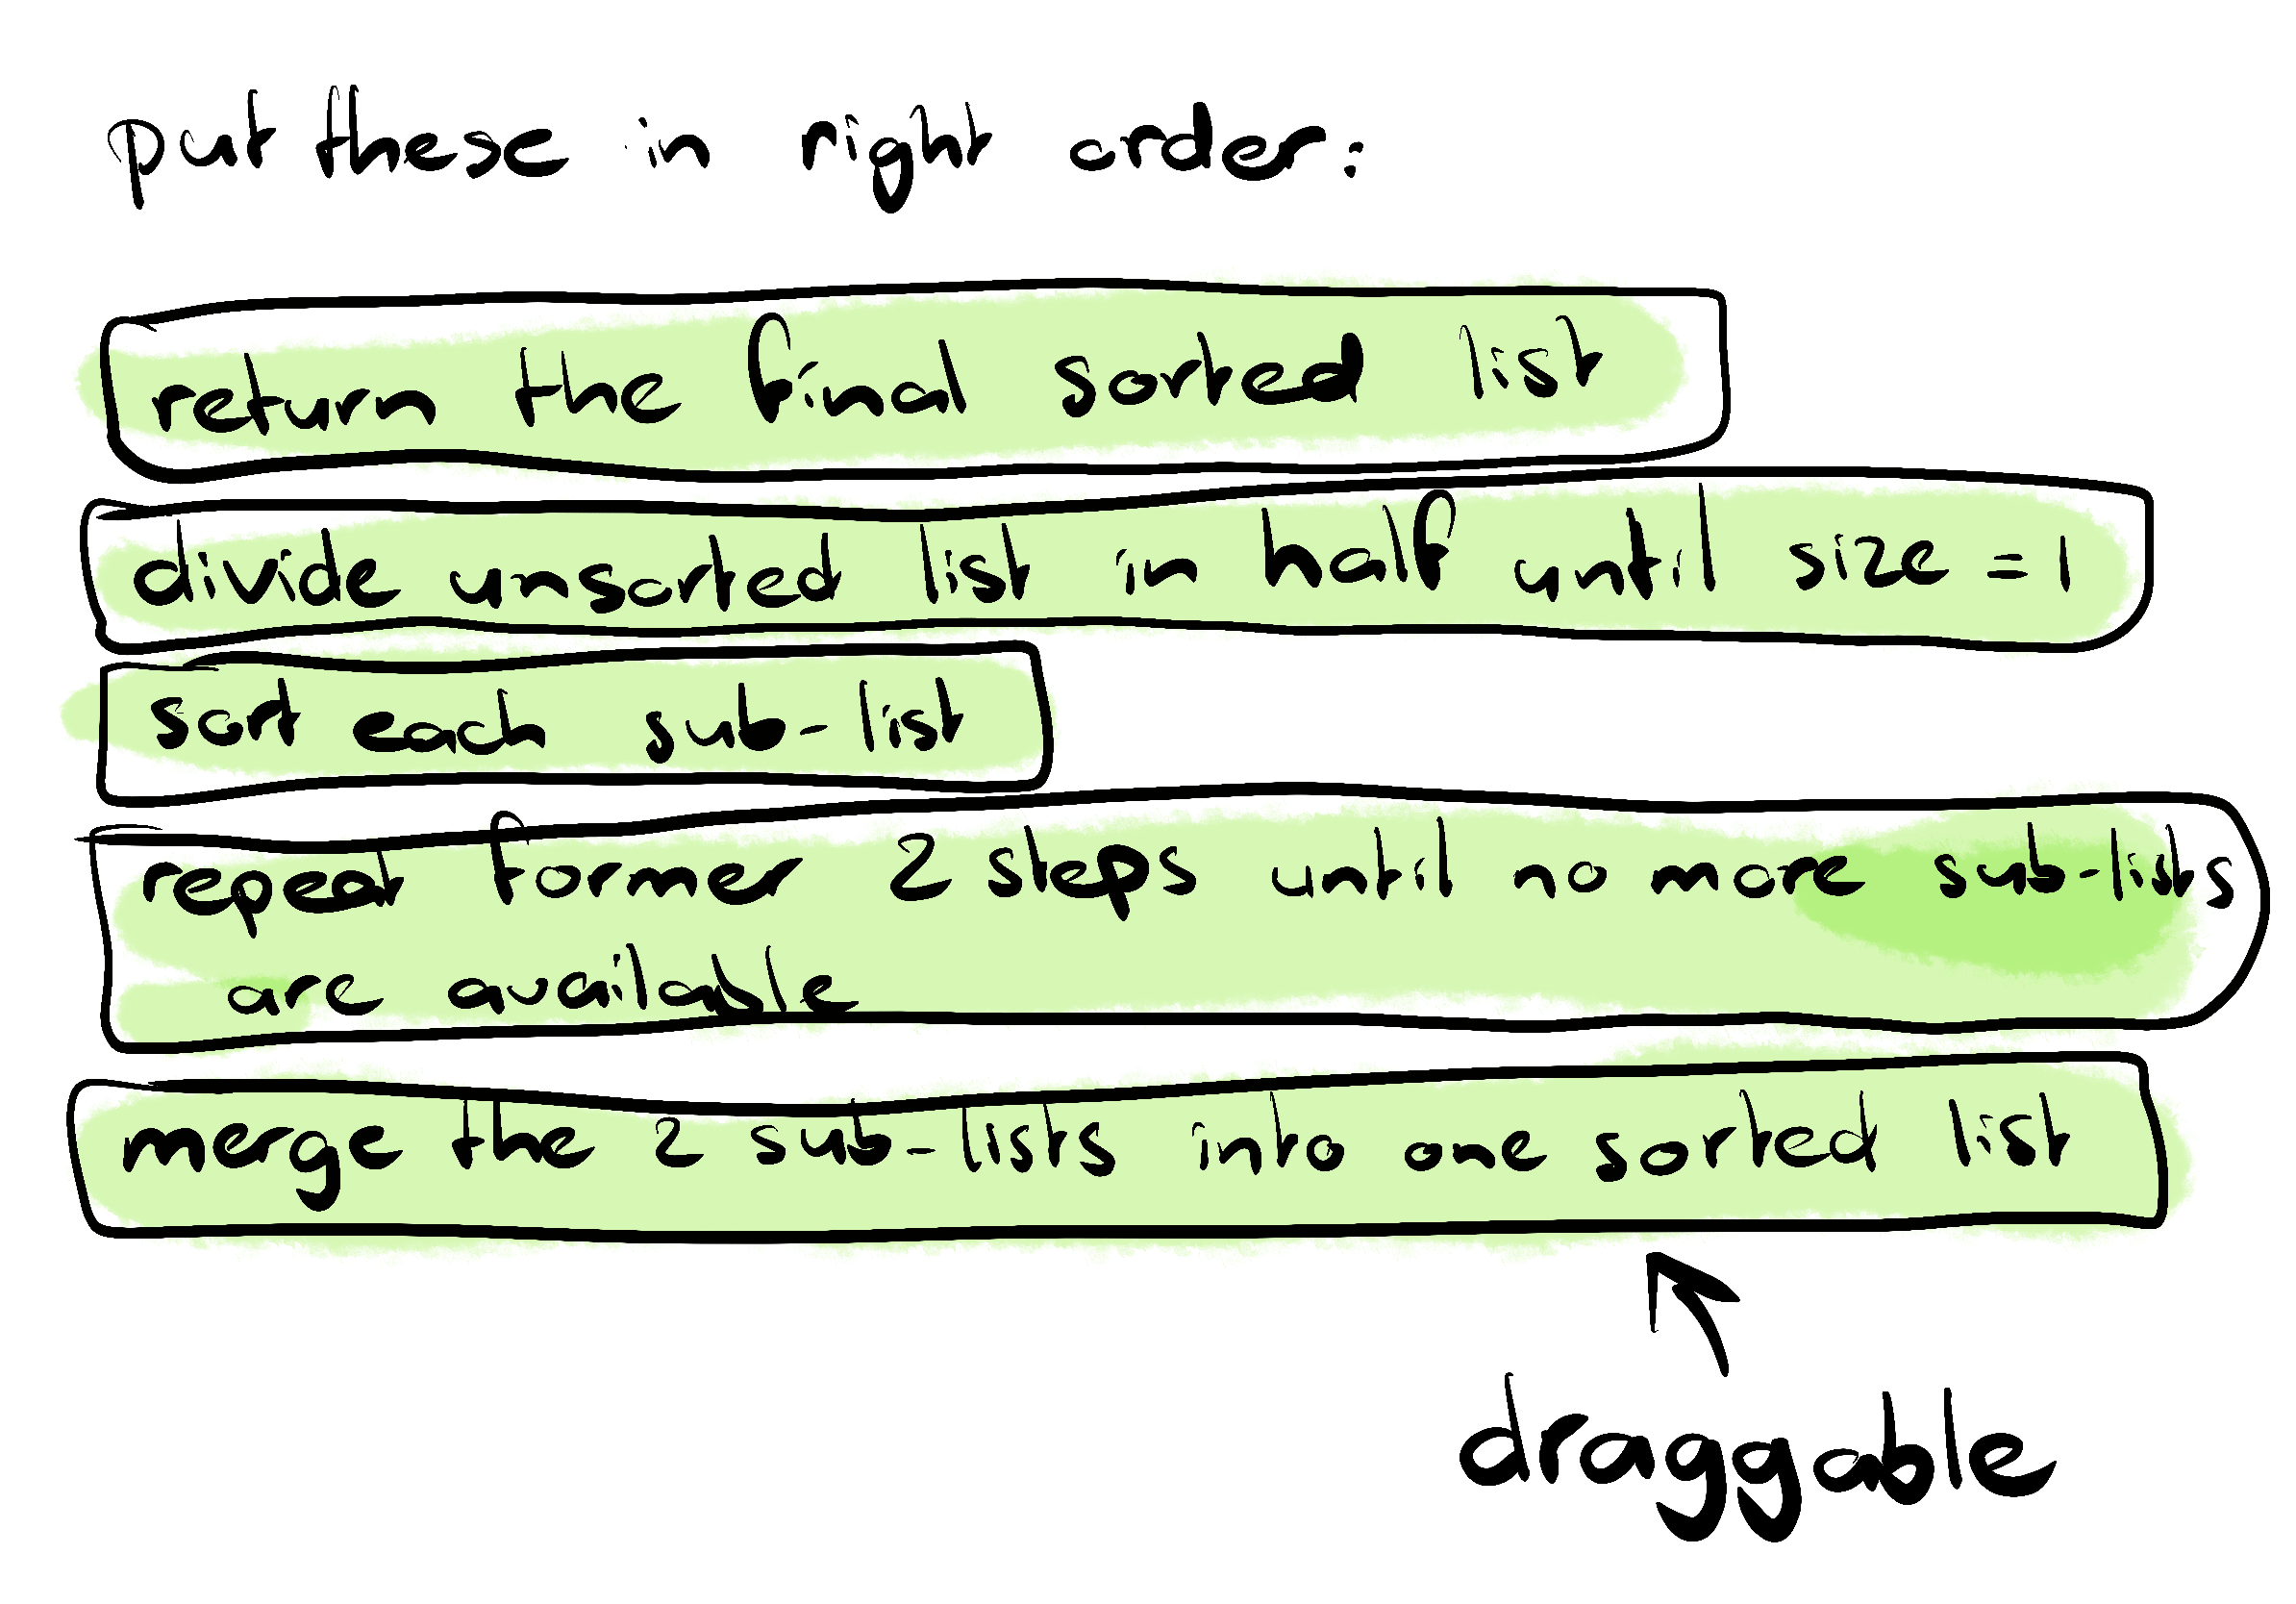 put these in right order:
return the final sorted list
divide unsorted list in half until size = 1
sort each sub-list
repeat former 2 steps until no more sub-lists
are available
merge the 2 sub-lists into one sorted list
draggable